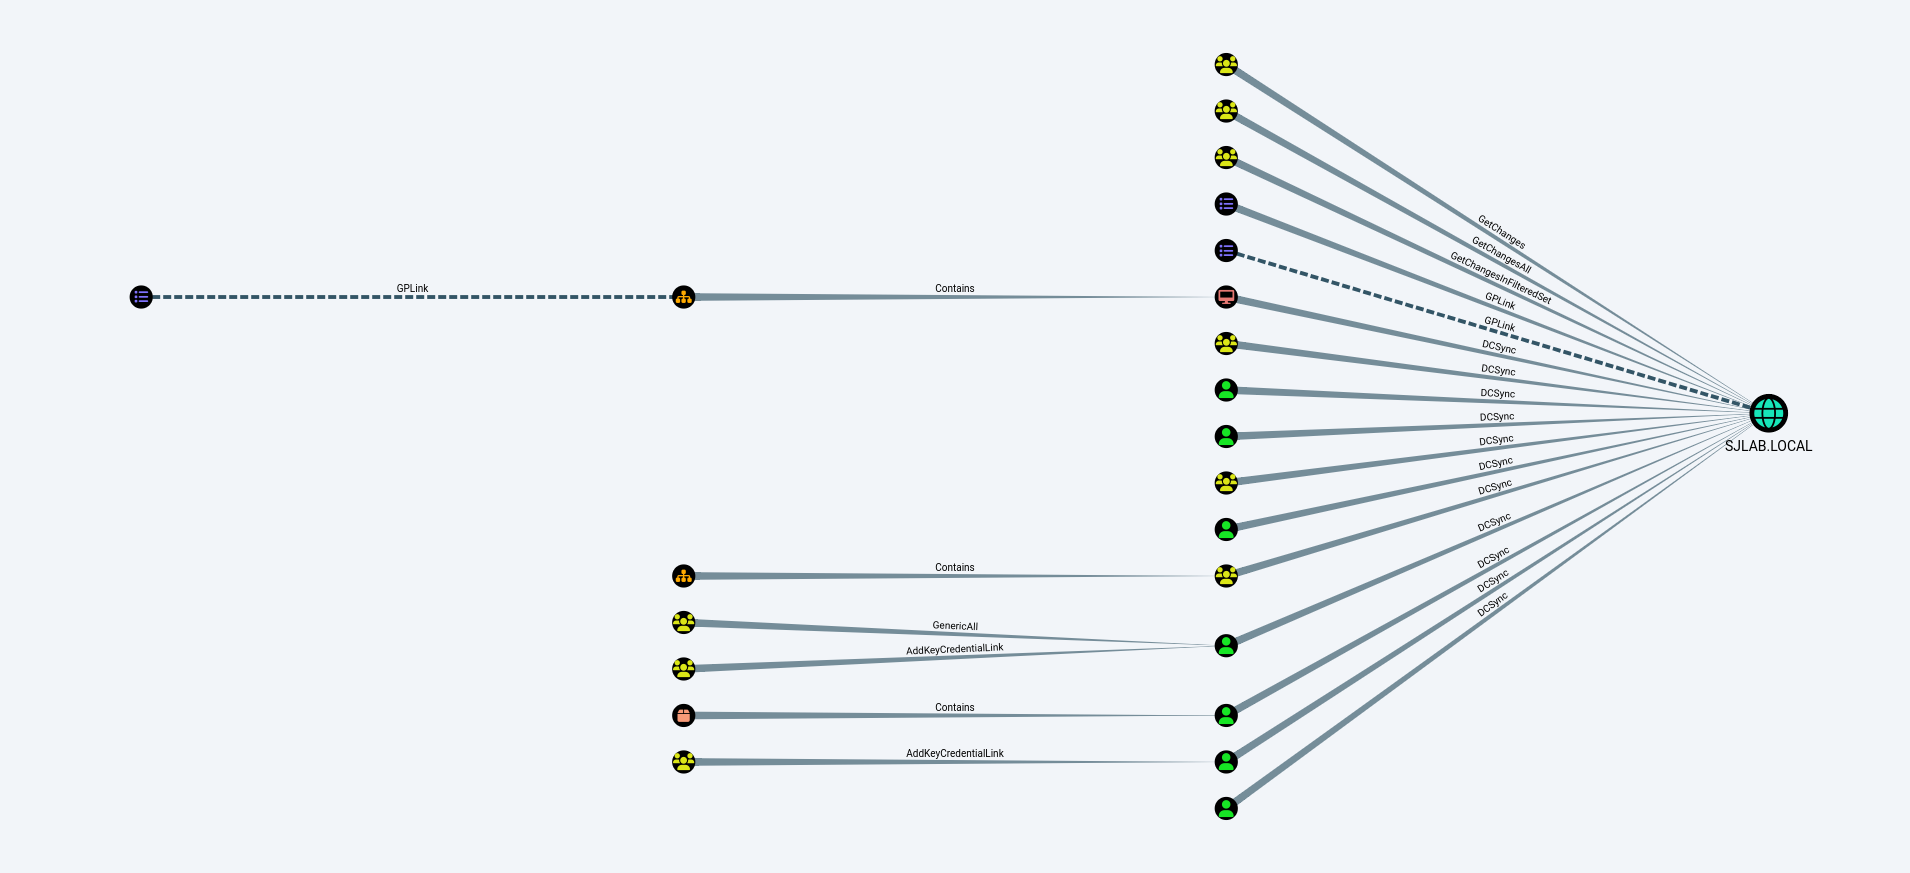 GetChanges
GetChangesAll
GetChangesInFilteredSet
GPLink
Contains
GPLink
GPLink
DCSync
DCSync
DCSync
DCSync
DCSync
SJLAB.LOCAL
DCSync
DCSync
DCSync
DCSync
Contains
DCSync
DCSync
GenericAll
AddKeyCredentialLink
Contains
AddKeyCredentialLink